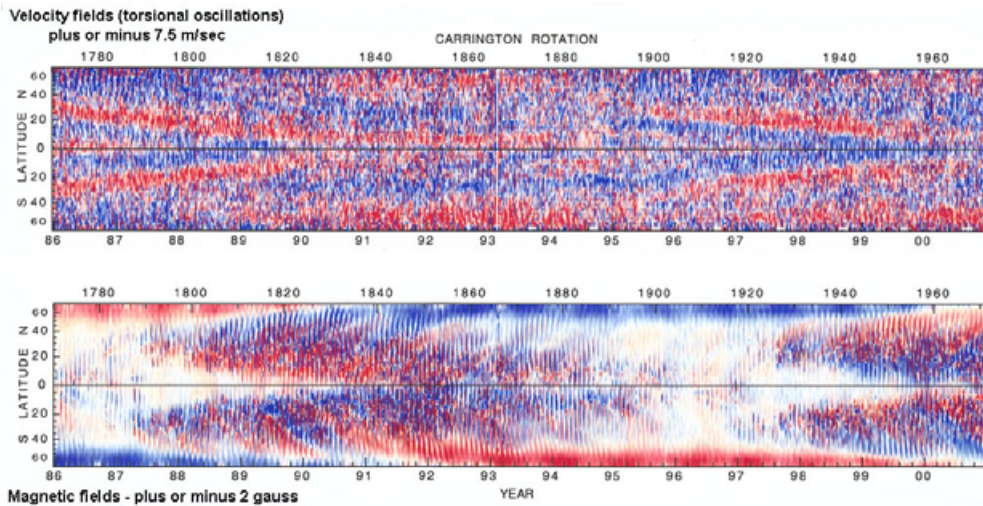 Velocity fields (torsional oscillations)
plus or minus 7.5 m/sec
CARRINGTON ROTATION
1780 1800 1820 1840 1866 1880 1900 1920 1940 1960
60
40
20
0
20
40
60
S LATITUDE N
86 87 88 89 90 91 92 93 94 95 96 97 98 99 00
1780 1800 1820 1840 1860 1880 1900 1920 1940 1960
60
40
20
0
20
40
60
S LATITUDE N
86 87 88 89 90 91 92 93 94 95 96 97 98 99 00
YEAR
Magnetic fields - plus or minus 2 gauss